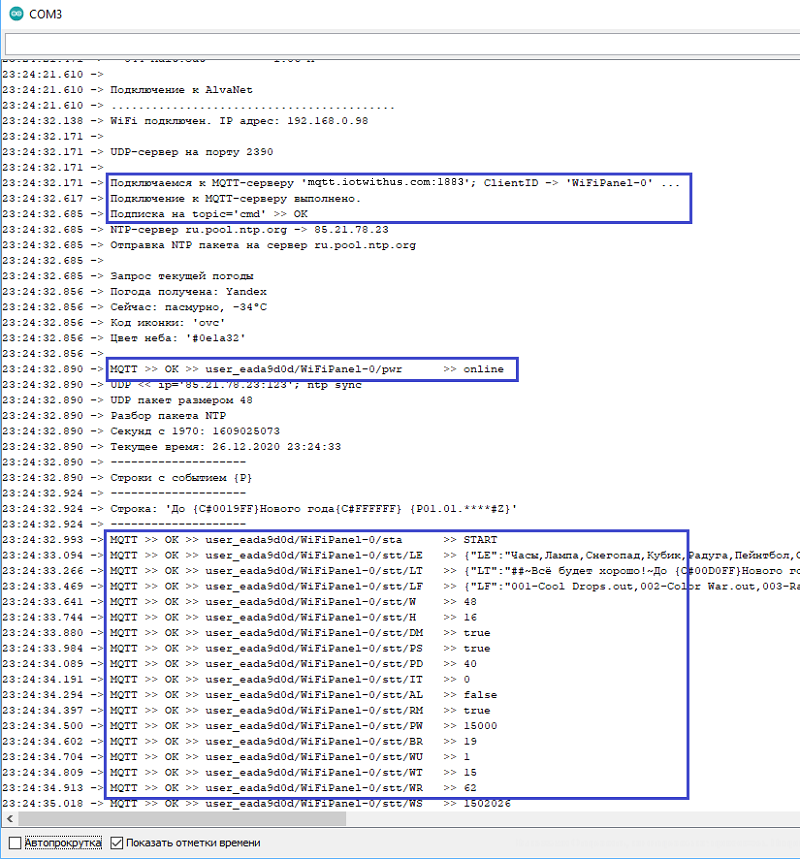 COM3
23:24:21.610 ->
23:24:21.610 -> Подключение к AlvaNet
23:24:21.610 -> ..........................................
23:24:32.138 -> WiFi подключен. IP адрес: 192.168.0.98
23:24:32.171 ->
23:24:32.171 -> UDP-сервер на порту 2390
23:24:32.171 ->
23:24:32.171 -> Подключаемся к MQTT-серверу 'mqtt.iotwithus.com:1883'; ClientID -> 'WiFiPanel-0' ...
23:24:32.617 -> Подключение к MQTT-серверу выполнено.
23:24:32.685 -> Подписка на topic='cmd' >> OK
23:24:32.685 -> NTP-сервер ru.pool.ntp.org -> 85.21.78.23
23:24:32.685 -> Отправка NTP пакета на сервер ru.pool.ntp.org
23:24:32.685 ->
23:24:32.685 -> Запрос текущей погоды
23:24:32.856 -> Погода получена: Yandex
23:24:32.856 -> Сейчас: пасмурно, -34°C
23:24:32.856 -> Код иконки: 'ovc'
23:24:32.856 -> Цвет неба: '#0e1a32'
23:24:32.856 ->
23:24:32.890 -> MQTT >> OK >> user_eada9d0d/WiFiPanel-0/pwr >> online
23:24:32.890 -> UDP << ip='85.21.78.23:123'; ntp sync
23:24:32.890 -> UDP пакет размером 48
23:24:32.890 -> Разбор пакета NTP
23:24:32.890 -> Секунд с 1970: 1609025073
23:24:32.890 -> Текущее время: 26.12.2020 23:24:33
23:24:32.890 -> --------------------
23:24:32.890 -> Строки с событием {P}
23:24:32.924 -> --------------------
23:24:32.924 -> Строка: 'До {C#0019FF}Нового года{C#FFFFFF} {P01.01.****#Z}'
23:24:32.924 -> --------------------
23:24:32.993 -> MQTT >> OK >> user_eada9d0d/WiFiPanel-0/sta >> START
23:24:33.094 -> MQTT >> OK >> user_eada9d0d/WiFiPanel-0/stt/LE >> {"LE":"Часы,Лампа,Снегопад,Кубик,Радуга,Пейнтбол,
23:24:33.266 -> MQTT >> OK >> user_eada9d0d/WiFiPanel-0/stt/LT >> {"LT":"##~Всё будет хорошо!~До {C#00D0FF}Нового
23:24:33.469 -> MQTT >> OK >> user_eada9d0d/WiFiPanel-0/stt/LF >> {"LF":"001-Cool Drops.out,002-Color War.out,003-Ra
23:24:33.641 -> MQTT >> OK >> user_eada9d0d/WiFiPanel-0/stt/W >> 48
23:24:33.744 -> MQTT >> OK >> user_eada9d0d/WiFiPanel-0/stt/H >> 16
23:24:33.880 -> MQTT >> OK >> user_eada9d0d/WiFiPanel-0/stt/DM >> true
23:24:33.984 -> MQTT >> OK >> user_eada9d0d/WiFiPanel-0/stt/PS >> true
23:24:34.089 -> MQTT >> OK >> user_eada9d0d/WiFiPanel-0/stt/PD >> 40
23:24:34.191 -> MQTT >> OK >> user_eada9d0d/WiFiPanel-0/stt/IT >> 0
23:24:34.294 -> MQTT >> OK >> user_eada9d0d/WiFiPanel-0/stt/AL >> false
23:24:34.397 -> MQTT >> OK >> user_eada9d0d/WiFiPanel-0/stt/RM >> true
23:24:34.500 -> MQTT >> OK >> user_eada9d0d/WiFiPanel-0/stt/PW >> 15000
23:24:34.602 -> MQTT >> OK >> user_eada9d0d/WiFiPanel-0/stt/BR >> 19
23:24:34.704 -> MQTT >> OK >> user_eada9d0d/WiFiPanel-0/stt/WU >> 1
23:24:34.809 -> MQTT >> OK >> user_eada9d0d/WiFiPanel-0/stt/WT >> 15
23:24:34.913 -> MQTT >> OK >> user_eada9d0d/WiFiPanel-0/stt/WR >> 62
23:24:35.018 -> MQTT >> OK >> user_eada9d0d/WiFiPanel-0/stt/WS >> 1502026
Автопрокрутка Показать отметки времени